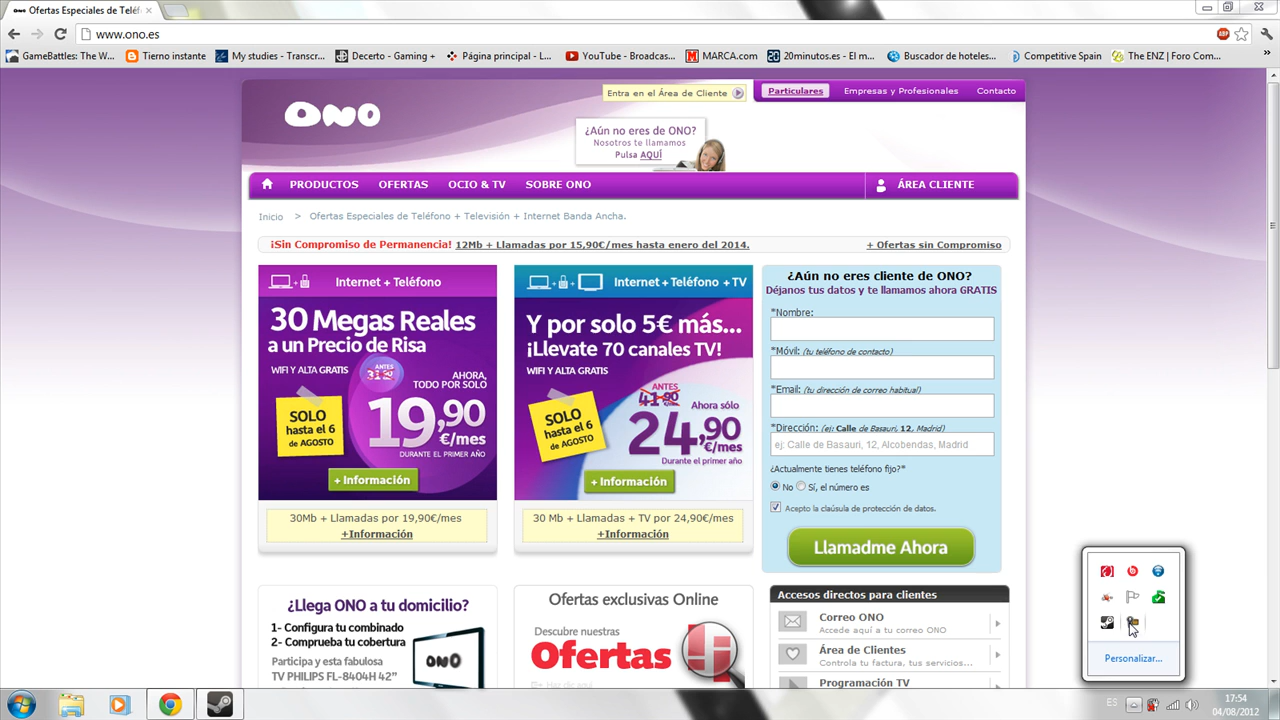 ONO Ofertas Especiales de Teléf
www.ono.es
GameBattles: The W...
Tierno instante
My studies - Transcr...
Decerto - Gaming +
Página principal - L...
YouTube - Broadcas...
MARCA.com
20minutos.es - El m...
Buscador de hoteles...
Competitive Spain
The ENZ | Foro Com...
Entra en el Área de Cliente
Particulares
Empresas y Profesionales
Contacto
ONO
¿Aún no eres de ONO?
Nosotros te llamamos
Pulsa AQUÍ
PRODUCTOS
OFERTAS
OCIO & TV
SOBRE ONO
ÁREA CLIENTE
Inicio > Ofertas Especiales de Teléfono + Televisión + Internet Banda Ancha.
¡Sin Compromiso de Permanencia! 12Mb + Llamadas por 15,90€/mes hasta enero del 2014.
+ Ofertas sin Compromiso
Internet + Teléfono
30 Megas Reales
a un Precio de Risa
WIFI Y ALTA GRATIS
ANTES
31,90
AHORA,
TODO POR SOLO
SOLO
hasta el 6
de AGOSTO
19,90
€/mes
DURANTE EL PRIMER AÑO
+ Información
30Mb + Llamadas por 19,90€/mes
+Información
Internet + Teléfono + TV
Y por solo 5€ más...
¡Llevate 70 canales TV!
WIFI Y ALTA GRATIS
ANTES
41,90
Ahora sólo
SOLO
hasta el 6
de AGOSTO
24,90
€/mes
Durante el primer año
+ Información
30 Mb + Llamadas + TV por 24,90€/mes
+Información
¿Aún no eres cliente de ONO?
Déjanos tus datos y te llamamos ahora GRATIS
*Nombre:
*Móvil: (tu teléfono de contacto)
*Email: (tu dirección de correo habitual)
*Dirección: (ej: Calle de Basauri, 12, Madrid)
ej: Calle de Basauri, 12, Alcobendas, Madrid
¿Actualmente tienes teléfono fijo?*
No
Sí, el número es
Acepto la claúsula de protección de datos.
Llamadme Ahora
¿Llega ONO a tu domicilio?
1- Configura tu combinado
2- Comprueba tu cobertura
Participa y esta fabulosa
TV PHILIPS FL-8404H 42”
ONO
Ofertas exclusivas Online
Descubre nuestras
Ofertas
Haz clic aquí
Accesos directos para clientes
Correo ONO
Accede aquí a tu correo ONO
Área de Clientes
Controla tu factura, tus servicios...
Programación TV
Personalizar...
ES
17:54
04/08/2012